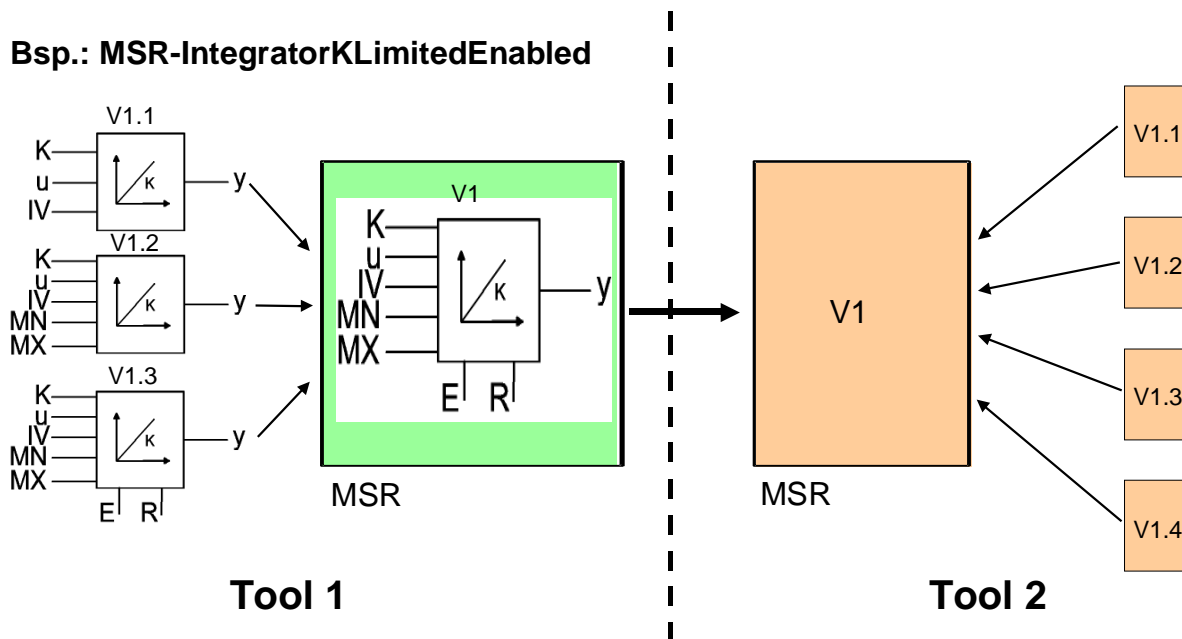 Bsp.: MSR-IntegratorKLimitedEnabled
V1.1
K
u
IV
K
y
V1.2
K
u
IV
MN
MX
K
y
V1.3
K
u
IV
MN
MX
K
y
E R
V1
K
u
IV
MN
MX
K
y
E R
MSR
Tool 1
V1
MSR
V1.1
V1.2
V1.3
V1.4
Tool 2